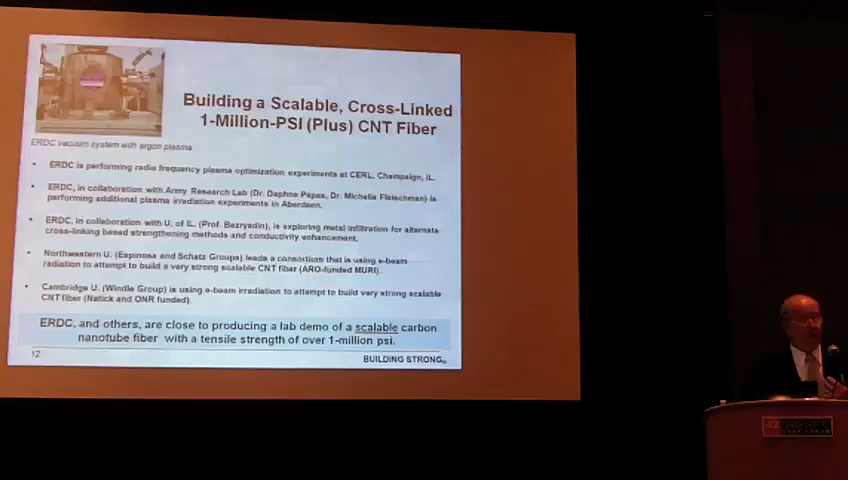 Building a Scalable, Cross-Linked
1-Million-PSI (Plus) CNT Fiber
ERDC vacuum system with argon plasma
• ERDC is performing radio frequency plasma optimization experiments at CERL, Champaign, IL.
• ERDC, in collaboration with Army Research Lab (Dr. Daphne Pappas, Dr. Michelle Fleischman) is
performing additional plasma irradiation experiments in Aberdeen.
• ERDC, in collaboration with U. of IL. (Prof. Bezryadin), is exploring metal infiltration for alternate
cross-linking based strengthening methods and conductivity enhancement.
• Northwestern U. (Espinosa and Schatz Groups) leads a consortium that is using e-beam
radiation to attempt to build a very strong scalable CNT fiber (ARO-funded MURI).
• Cambridge U. (Windle Group) is using e-beam irradiation to attempt to build very strong scalable
CNT fiber (Natick and ONR funded).
ERDC, and others, are close to producing a lab demo of a scalable carbon
nanotube fiber with a tensile strength of over 1-million psi.
12
BUILDING STRONG®